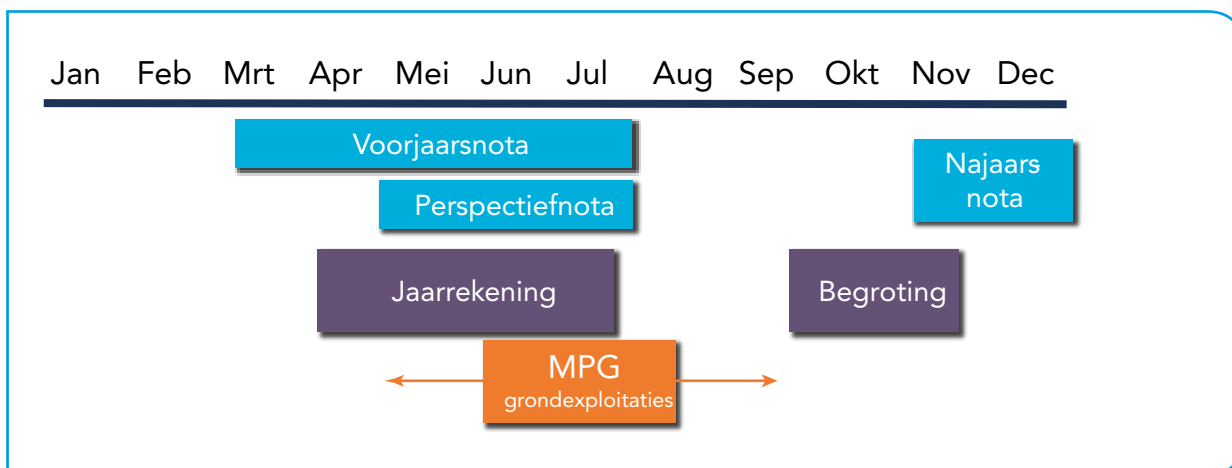 Jan Feb Mrt Apr Mei Jun Jul Aug Sep Okt Nov Dec
Voorjaarsnota
Najaars
nota
Perspectiefnota
Jaarrekening
Begroting
MPG
grondexploitaties